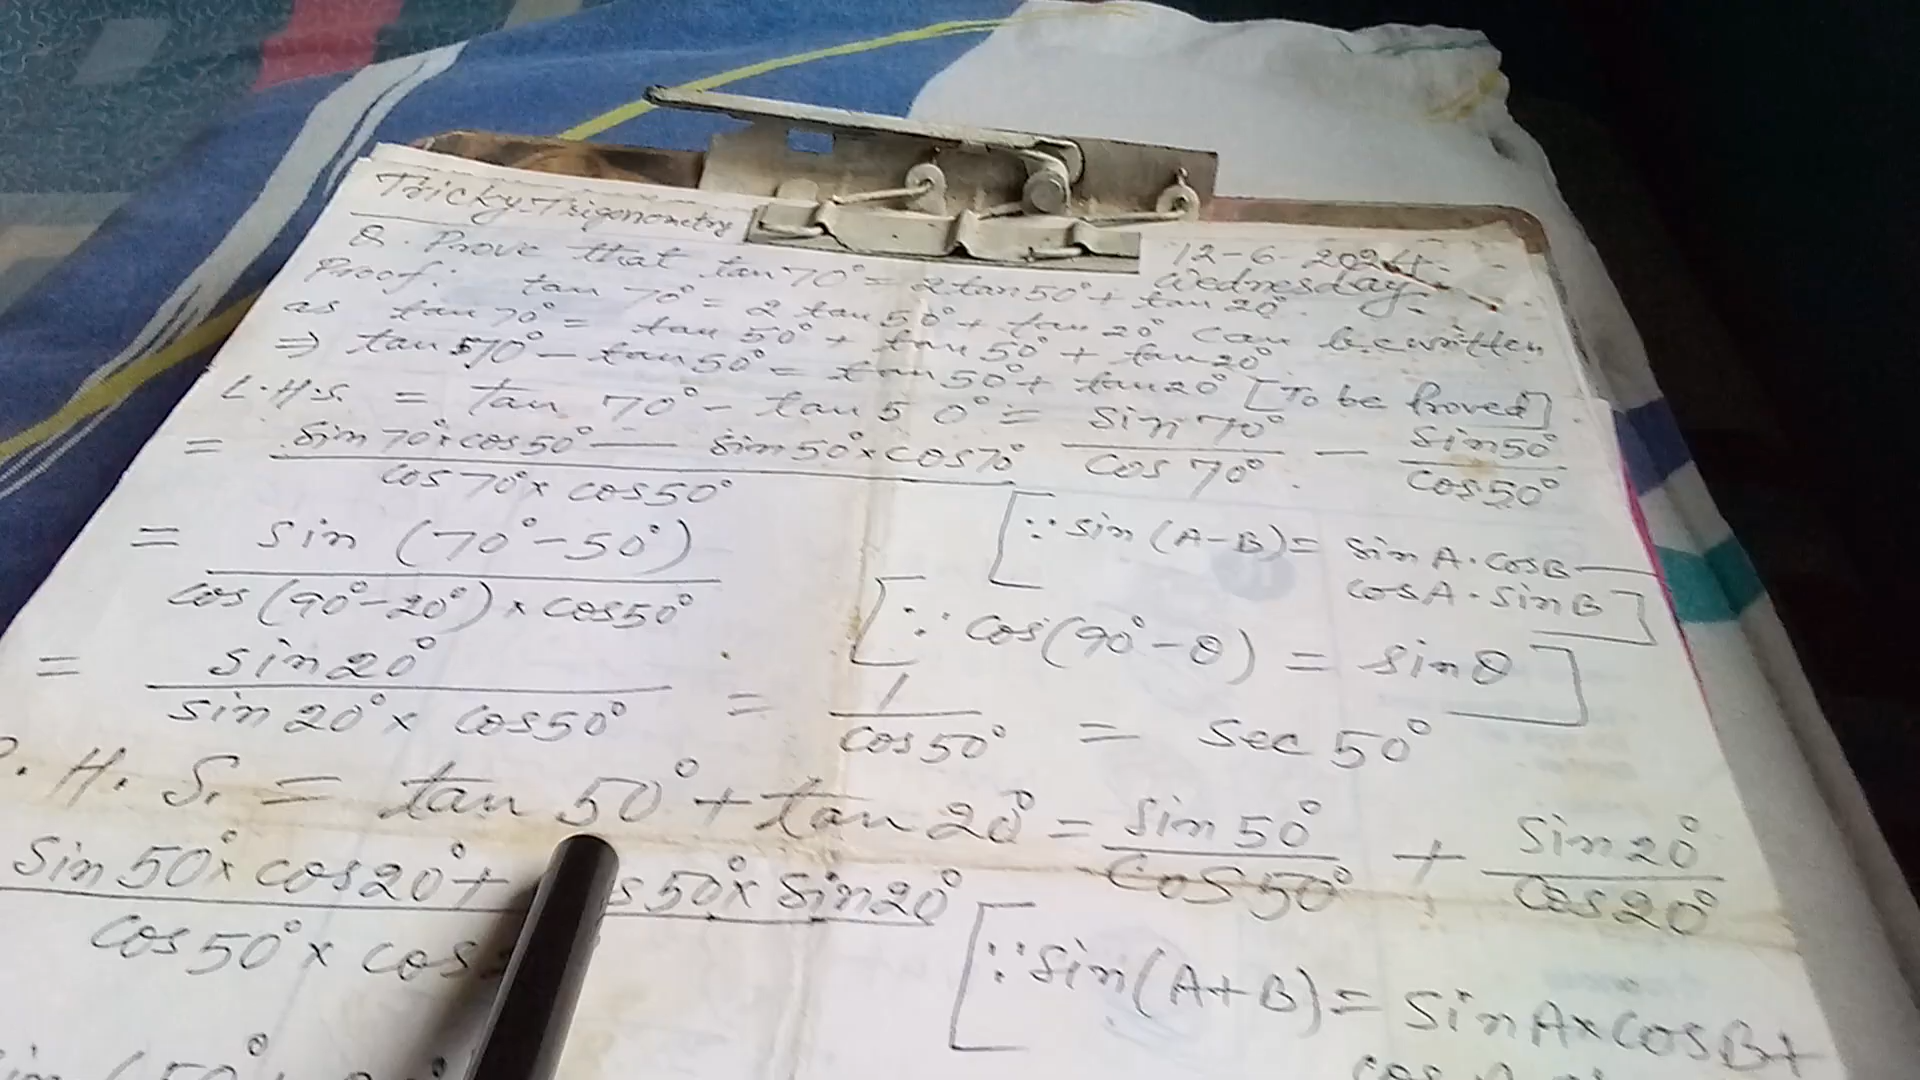 Tricky-Trigonometry
12-6-2024.
Wednesday.
Q. Prove that tan 70° = 2 tan 50° + tan 20°.
Proof: tan 70° = 2 tan 50° + tan 20° can be written
as tan 70° = tan 50° + tan 50° + tan 20°
⇒ tan 70° - tan 50° = tan 50° + tan 20° [To be Proved]
L.H.S. = tan 70° - tan 50° = sin 70° / cos 70° - sin 50° / cos 50°
= sin 70° × cos 50° — sin 50° × cos 70° / cos 70° × cos 50°
= sin (70° - 50°) / cos (90° - 20°) × cos 50°
[∵ sin (A - B) = sin A · cos B —
cos A · sin B]
[∵ cos (90° - θ) = sin θ]
= sin 20° / sin 20° × cos 50° = 1 / cos 50° = sec 50°
. H. S. = tan 50° + tan 20° = sin 50° / cos 50° + sin 20° / cos 20°
sin 50° × cos 20° + s 50° × sin 20° / cos 50° × cos
[∵ sin (A + B) = sin A × cos B +